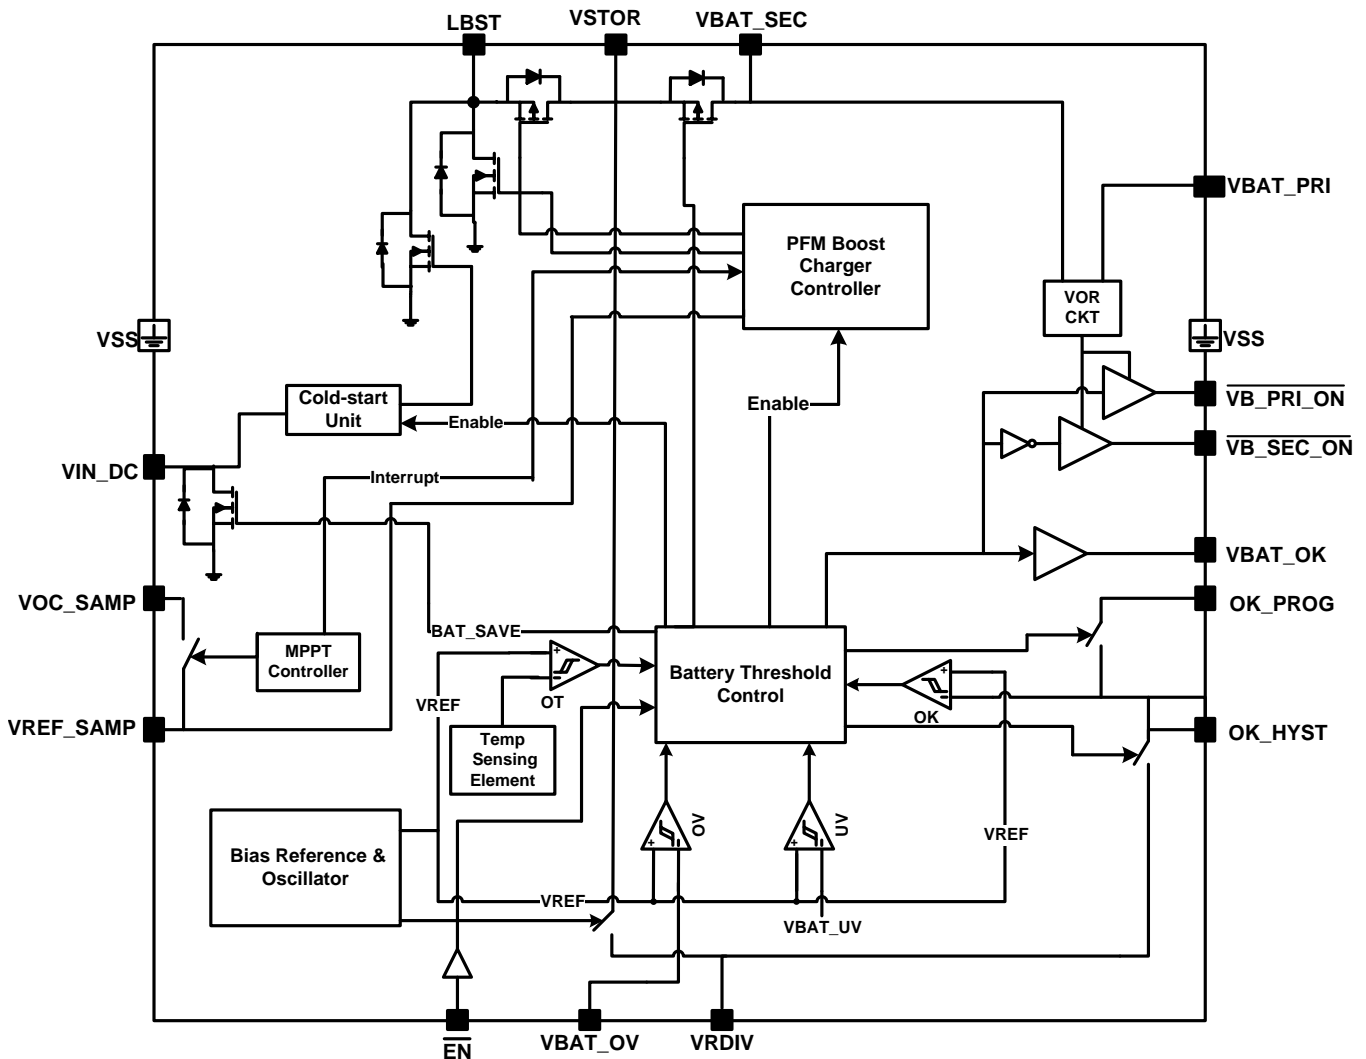 LBST
VSTOR
VBAT_SEC
VBAT_PRI
PFM Boost
Charger
Controller
VOR
CKT
VSS
VSS
Cold-start
Unit
Enable
Enable
VB_PRI_ON
VB_SEC_ON
VIN_DC
Interrupt
VBAT_OK
VOC_SAMP
OK_PROG
MPPT
Controller
BAT_SAVE
Battery Threshold
Control
+
-
OT
+
-
OK
VREF
VREF_SAMP
OK_HYST
Temp
Sensing
Element
OV
+
-
UV
+
-
VREF
Bias Reference &
Oscillator
VREF
VBAT_UV
EN
VBAT_OV
VRDIV